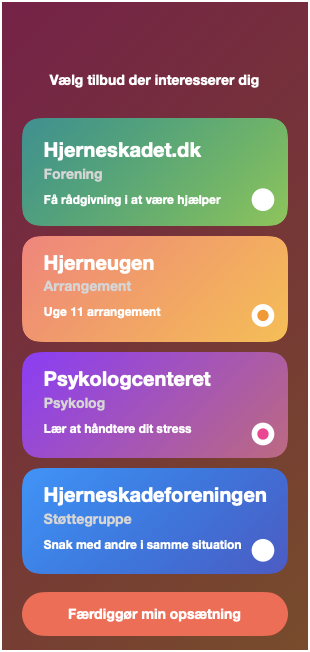 Vælg tilbud der interesserer dig
Hjerneskadet.dk
Forening
Få rådgivning i at være hjælper
Hjerneugen
Arrangement
Uge 11 arrangement
Psykologcenteret
Psykolog
Lær at håndtere dit stress
Hjerneskadeforeningen
Støttegruppe
Snak med andre i samme situation
Færdiggør min opsætning